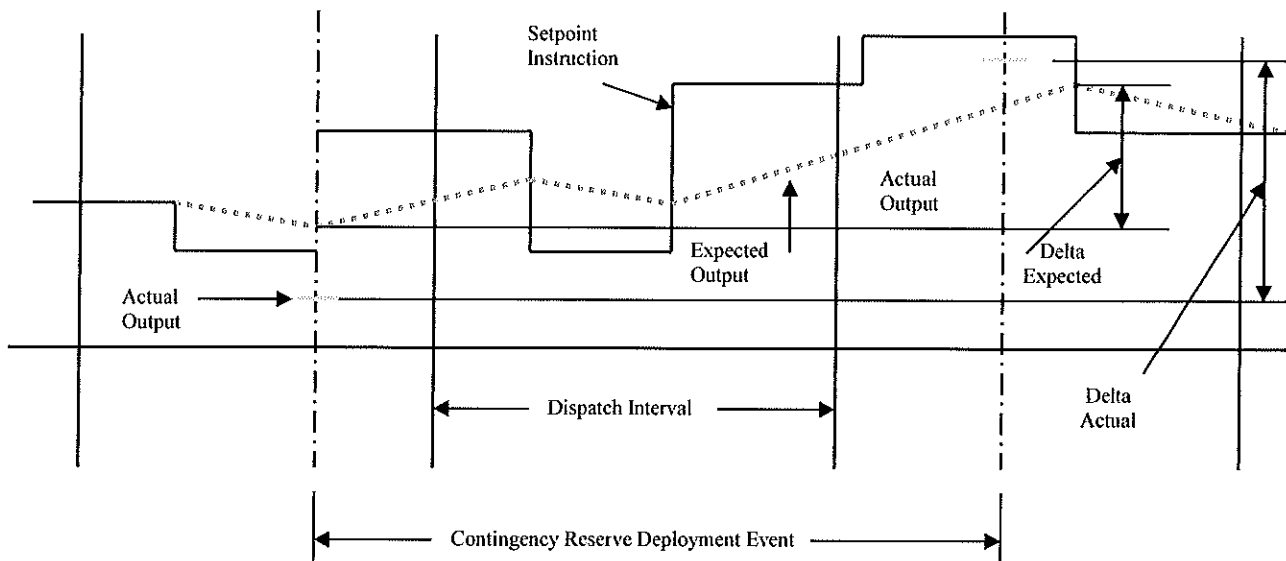 Setpoint
Instruction
Actual
Output
Expected
Output
Delta
Expected
Actual
Output
Dispatch Interval
Delta
Actual
Contingency Reserve Deployment Event